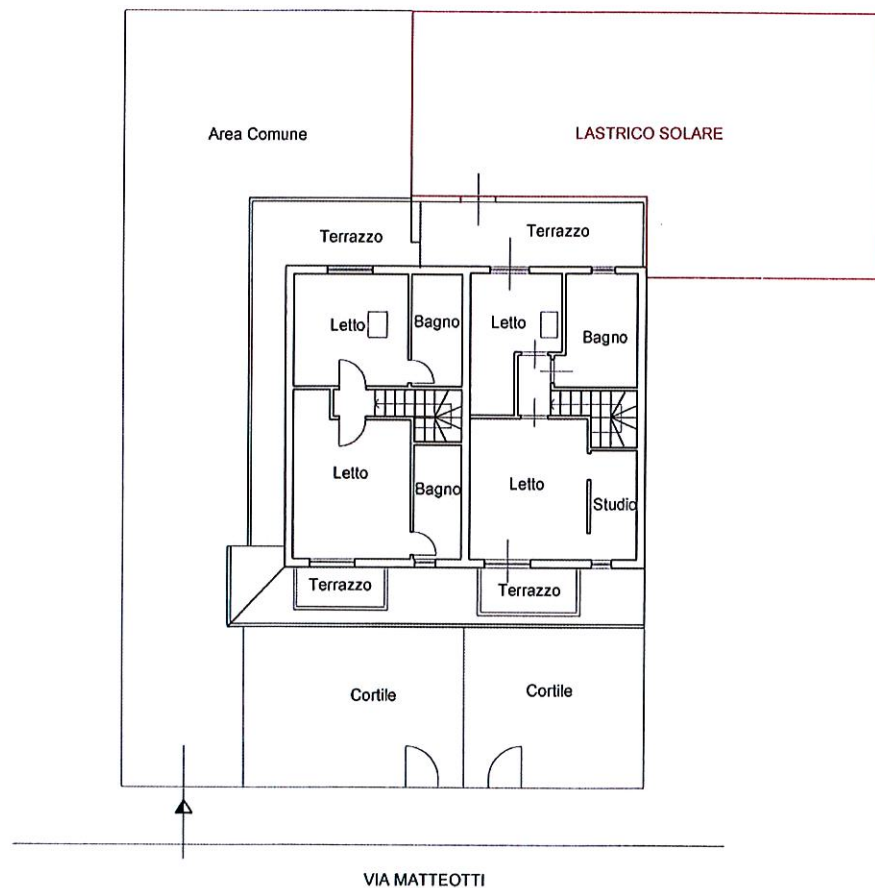 Area Comune
LASTRICO SOLARE
Terrazzo
Terrazzo
Letto
Bagno
Letto
Bagno
Letto
Bagno
Letto
Studio
Terrazzo
Terrazzo
Cortile
Cortile
VIA MATTEOTTI